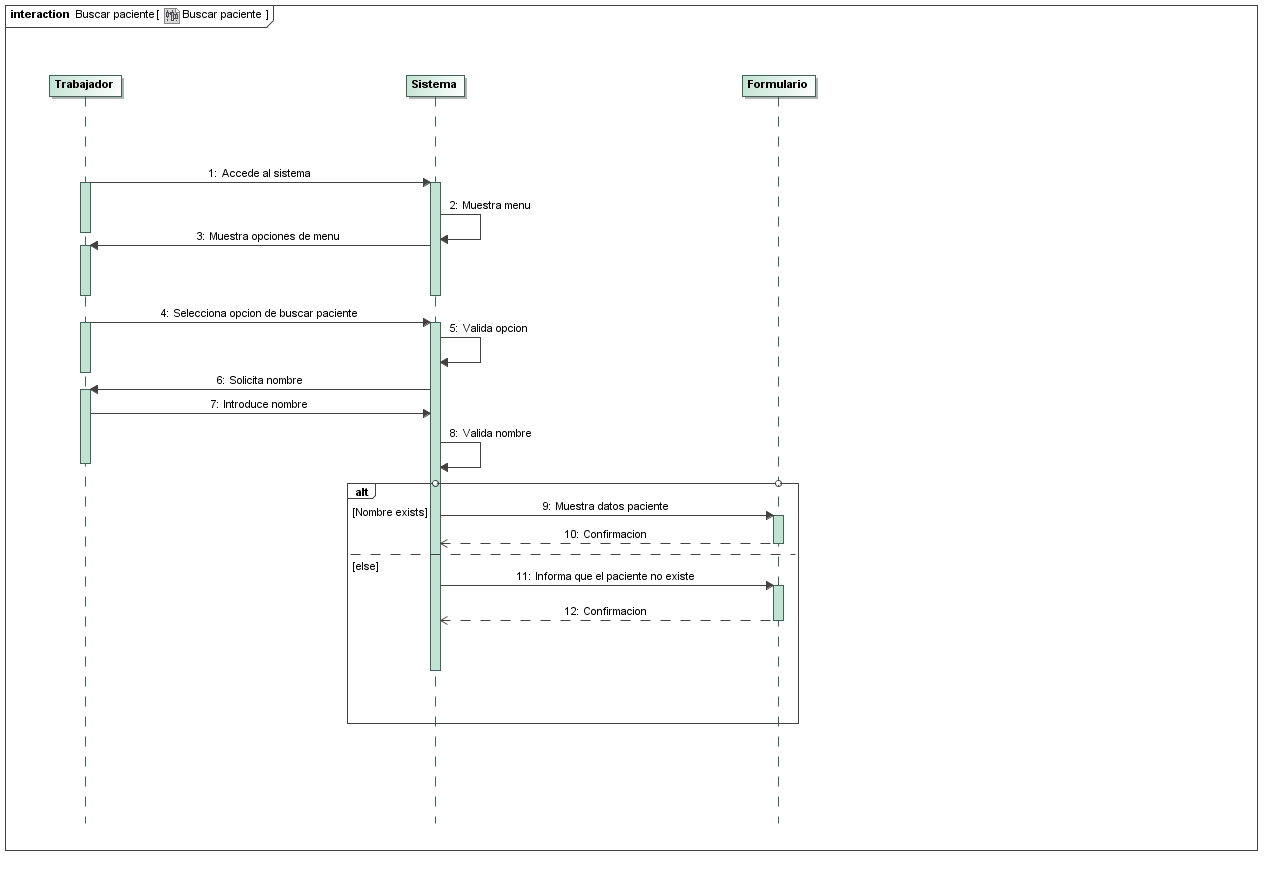 interaction Buscar paciente[ Buscar paciente ]
Trabajador
Sistema
Formulario
1: Accede al sistema
2: Muestra menu
3: Muestra opciones de menu
4: Selecciona opcion de buscar paciente
5: Valida opcion
6: Solicita nombre
7: Introduce nombre
8: Valida nombre
alt
[Nombre exists]
9: Muestra datos paciente
10: Confirmacion
[else]
11: Informa que el paciente no existe
12: Confirmacion